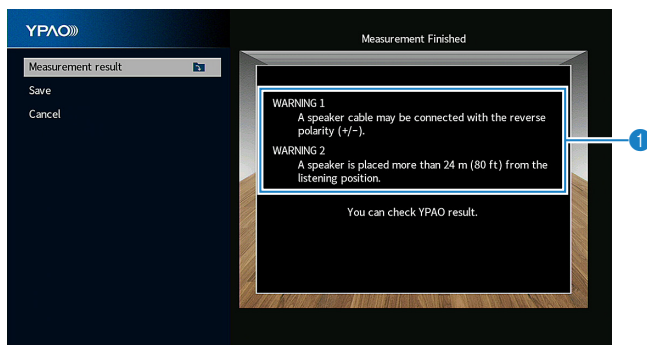 YPAO
Measurement Finished
Measurement result
Save
Cancel
WARNING 1
A speaker cable may be connected with the reverse
polarity (+/−).
WARNING 2
A speaker is placed more than 24 m (80 ft) from the
listening position.
You can check YPAO result.
1